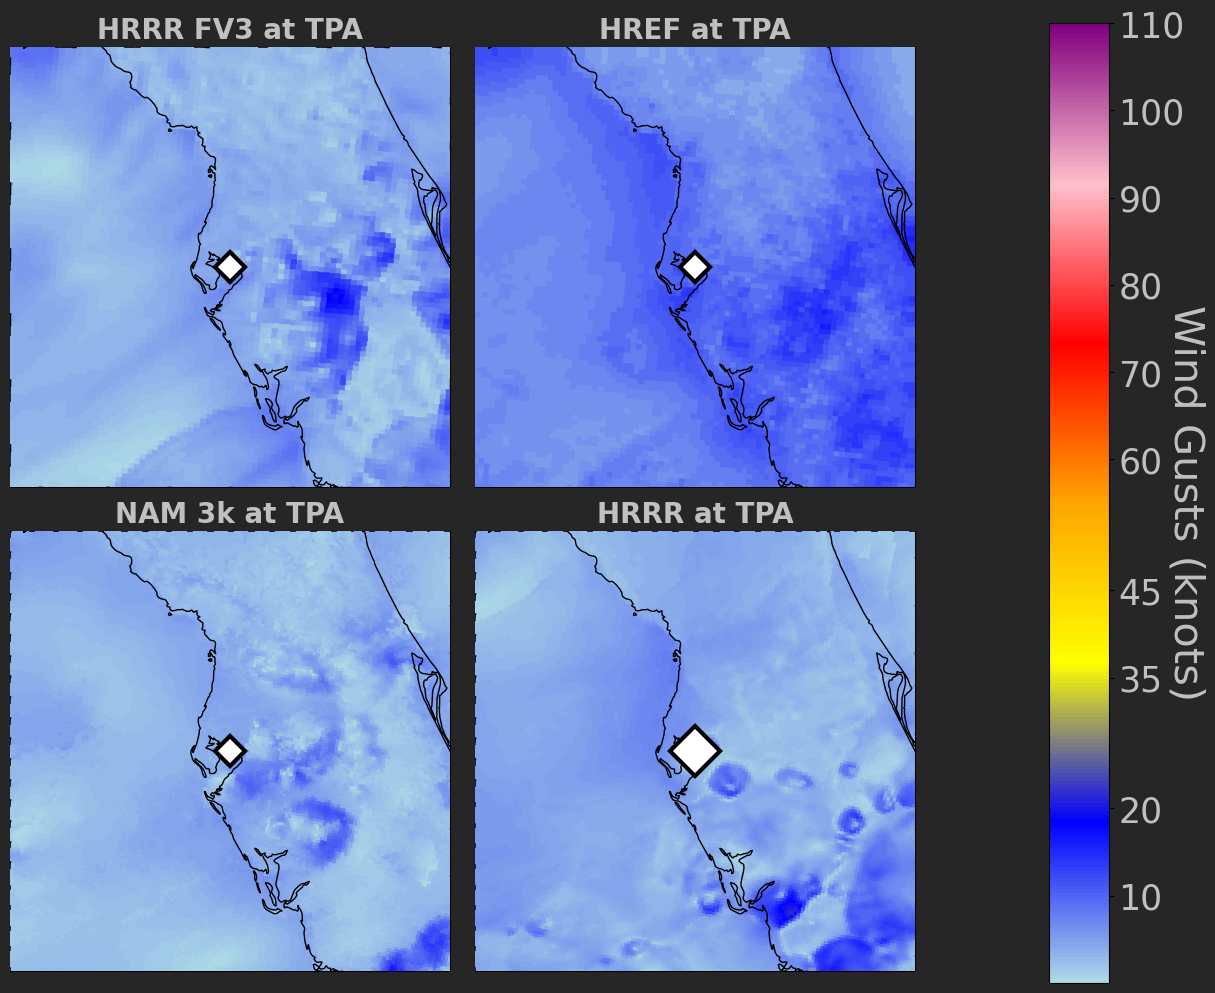 HRRR FV3 at TPA
HREF at TPA
NAM 3k at TPA
HRRR at TPA
110
100
90
80
70
60
45
35
20
10
Wind Gusts (knots)